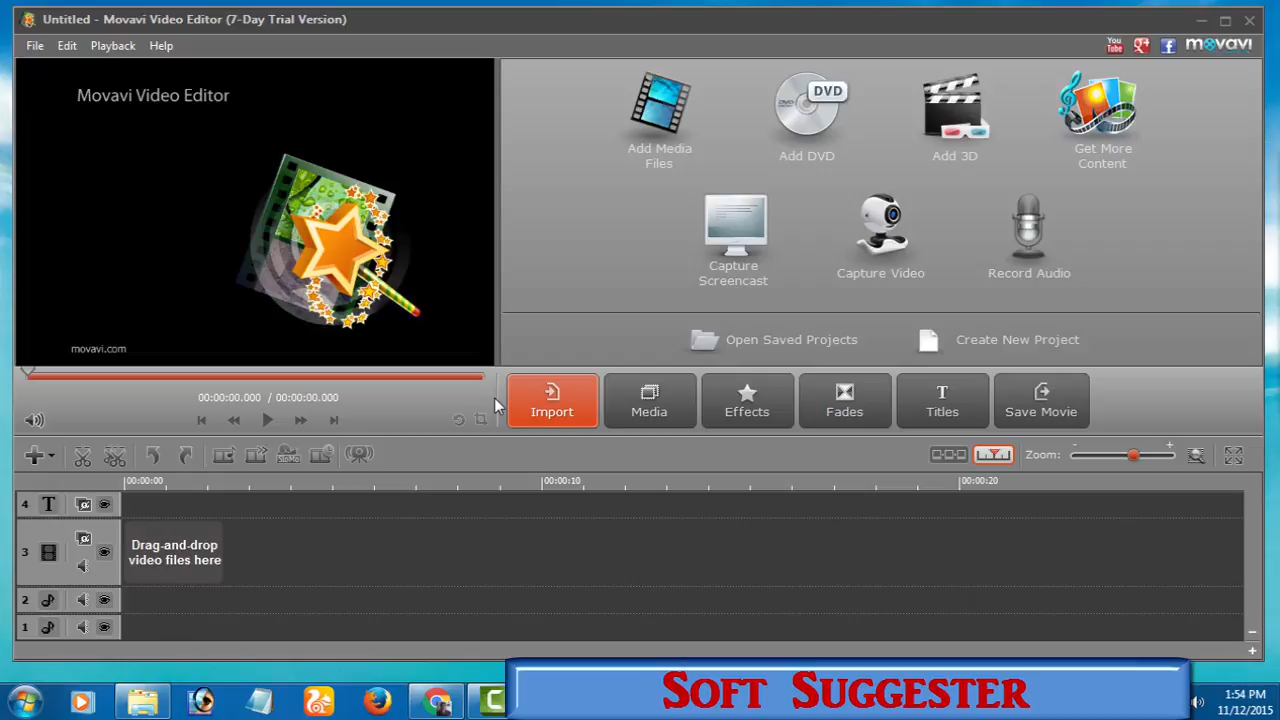 Untitled - Movavi Video Editor (7-Day Trial Version)
File Edit Playback Help
You Tube
movavi
Movavi Video Editor
movavi.com
Add Media Files
DVD
Add DVD
Add 3D
Get More Content
Capture Screencast
Capture Video
Record Audio
Open Saved Projects
Create New Project
00:00:00.000 / 00:00:00.000
Import
Media
Effects
Fades
Titles
Save Movie
Zoom: - +
00:00:00
00:00:10
00:00:20
4 T
3
Drag-and-drop
video files here
2
1
Soft Suggester
1:54 PM
11/12/2015